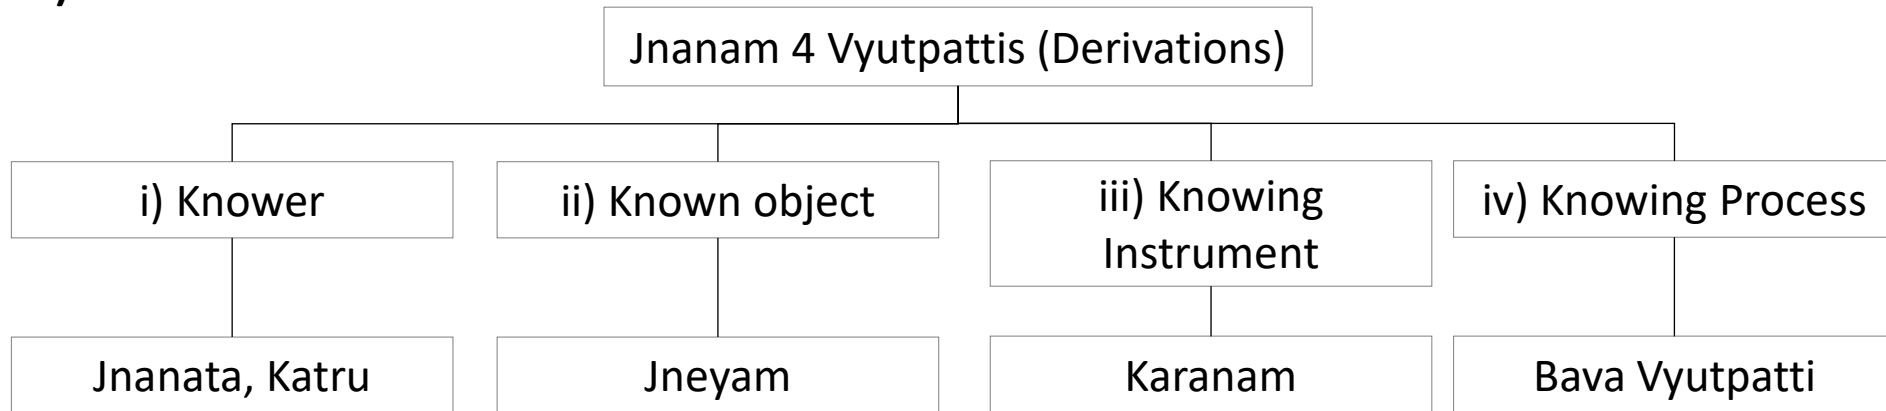 Jnanam 4 Vyutpattis (Derivations)
i) Knower
ii) Known object
iii) Knowing
Instrument
iv) Knowing Process
Jnanata, Katru
Jneyam
Karanam
Bava Vyutpatti